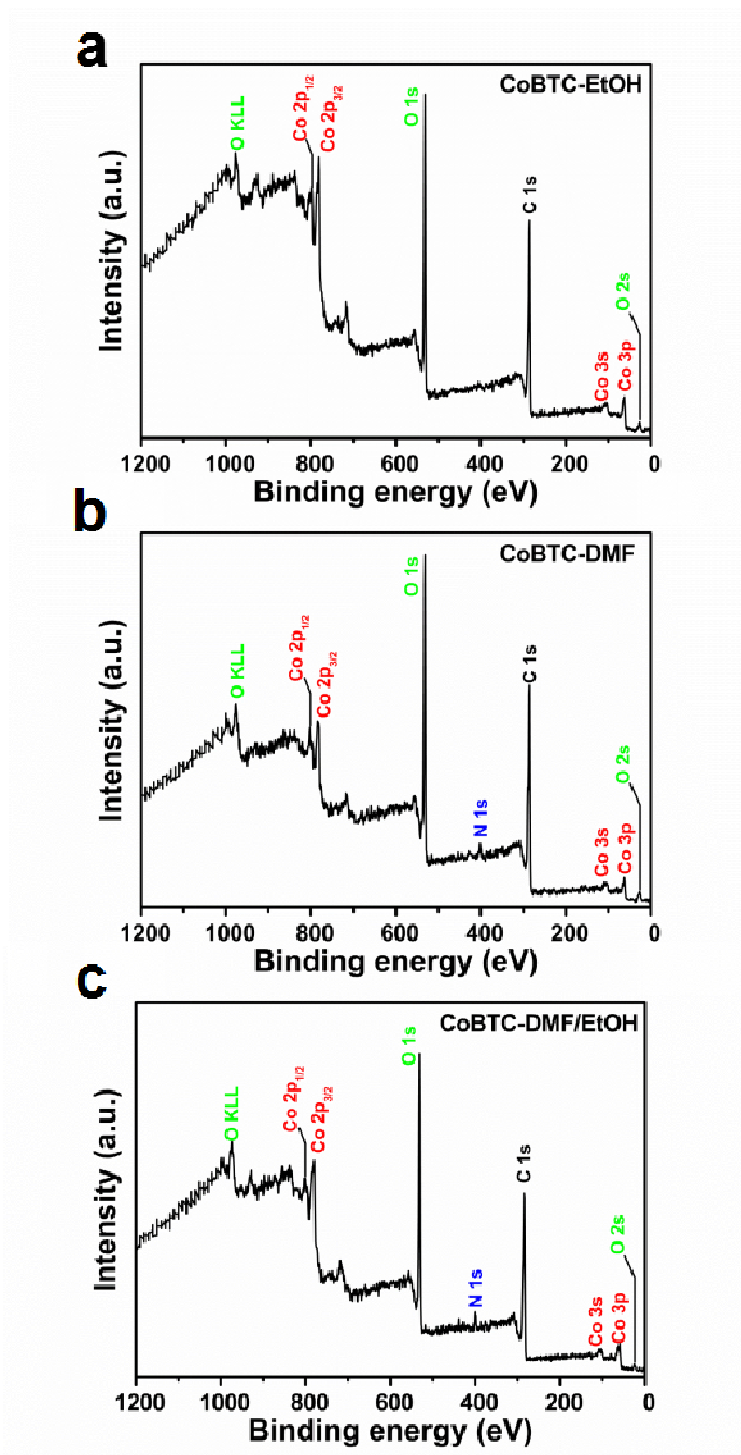 a
CoBTC-EtOH
O KLL
Co 2p1/2
Co 2p3/2
O 1s
C 1s
O 2s
Co 3s
Co 3p
Intensity (a.u.)
1200 1000 800 600 400 200 0
Binding energy (eV)
b
CoBTC-DMF
O KLL
Co 2p1/2
Co 2p3/2
O 1s
N 1s
C 1s
O 2s
Co 3s
Co 3p
Intensity (a.u.)
1200 1000 800 600 400 200 0
Binding energy (eV)
c
CoBTC-DMF/EtOH
O KLL
Co 2p1/2
Co 2p3/2
O 1s
N 1s
C 1s
O 2s
Co 3s
Co 3p
Intensity (a.u.)
1200 1000 800 600 400 200 0
Binding energy (eV)